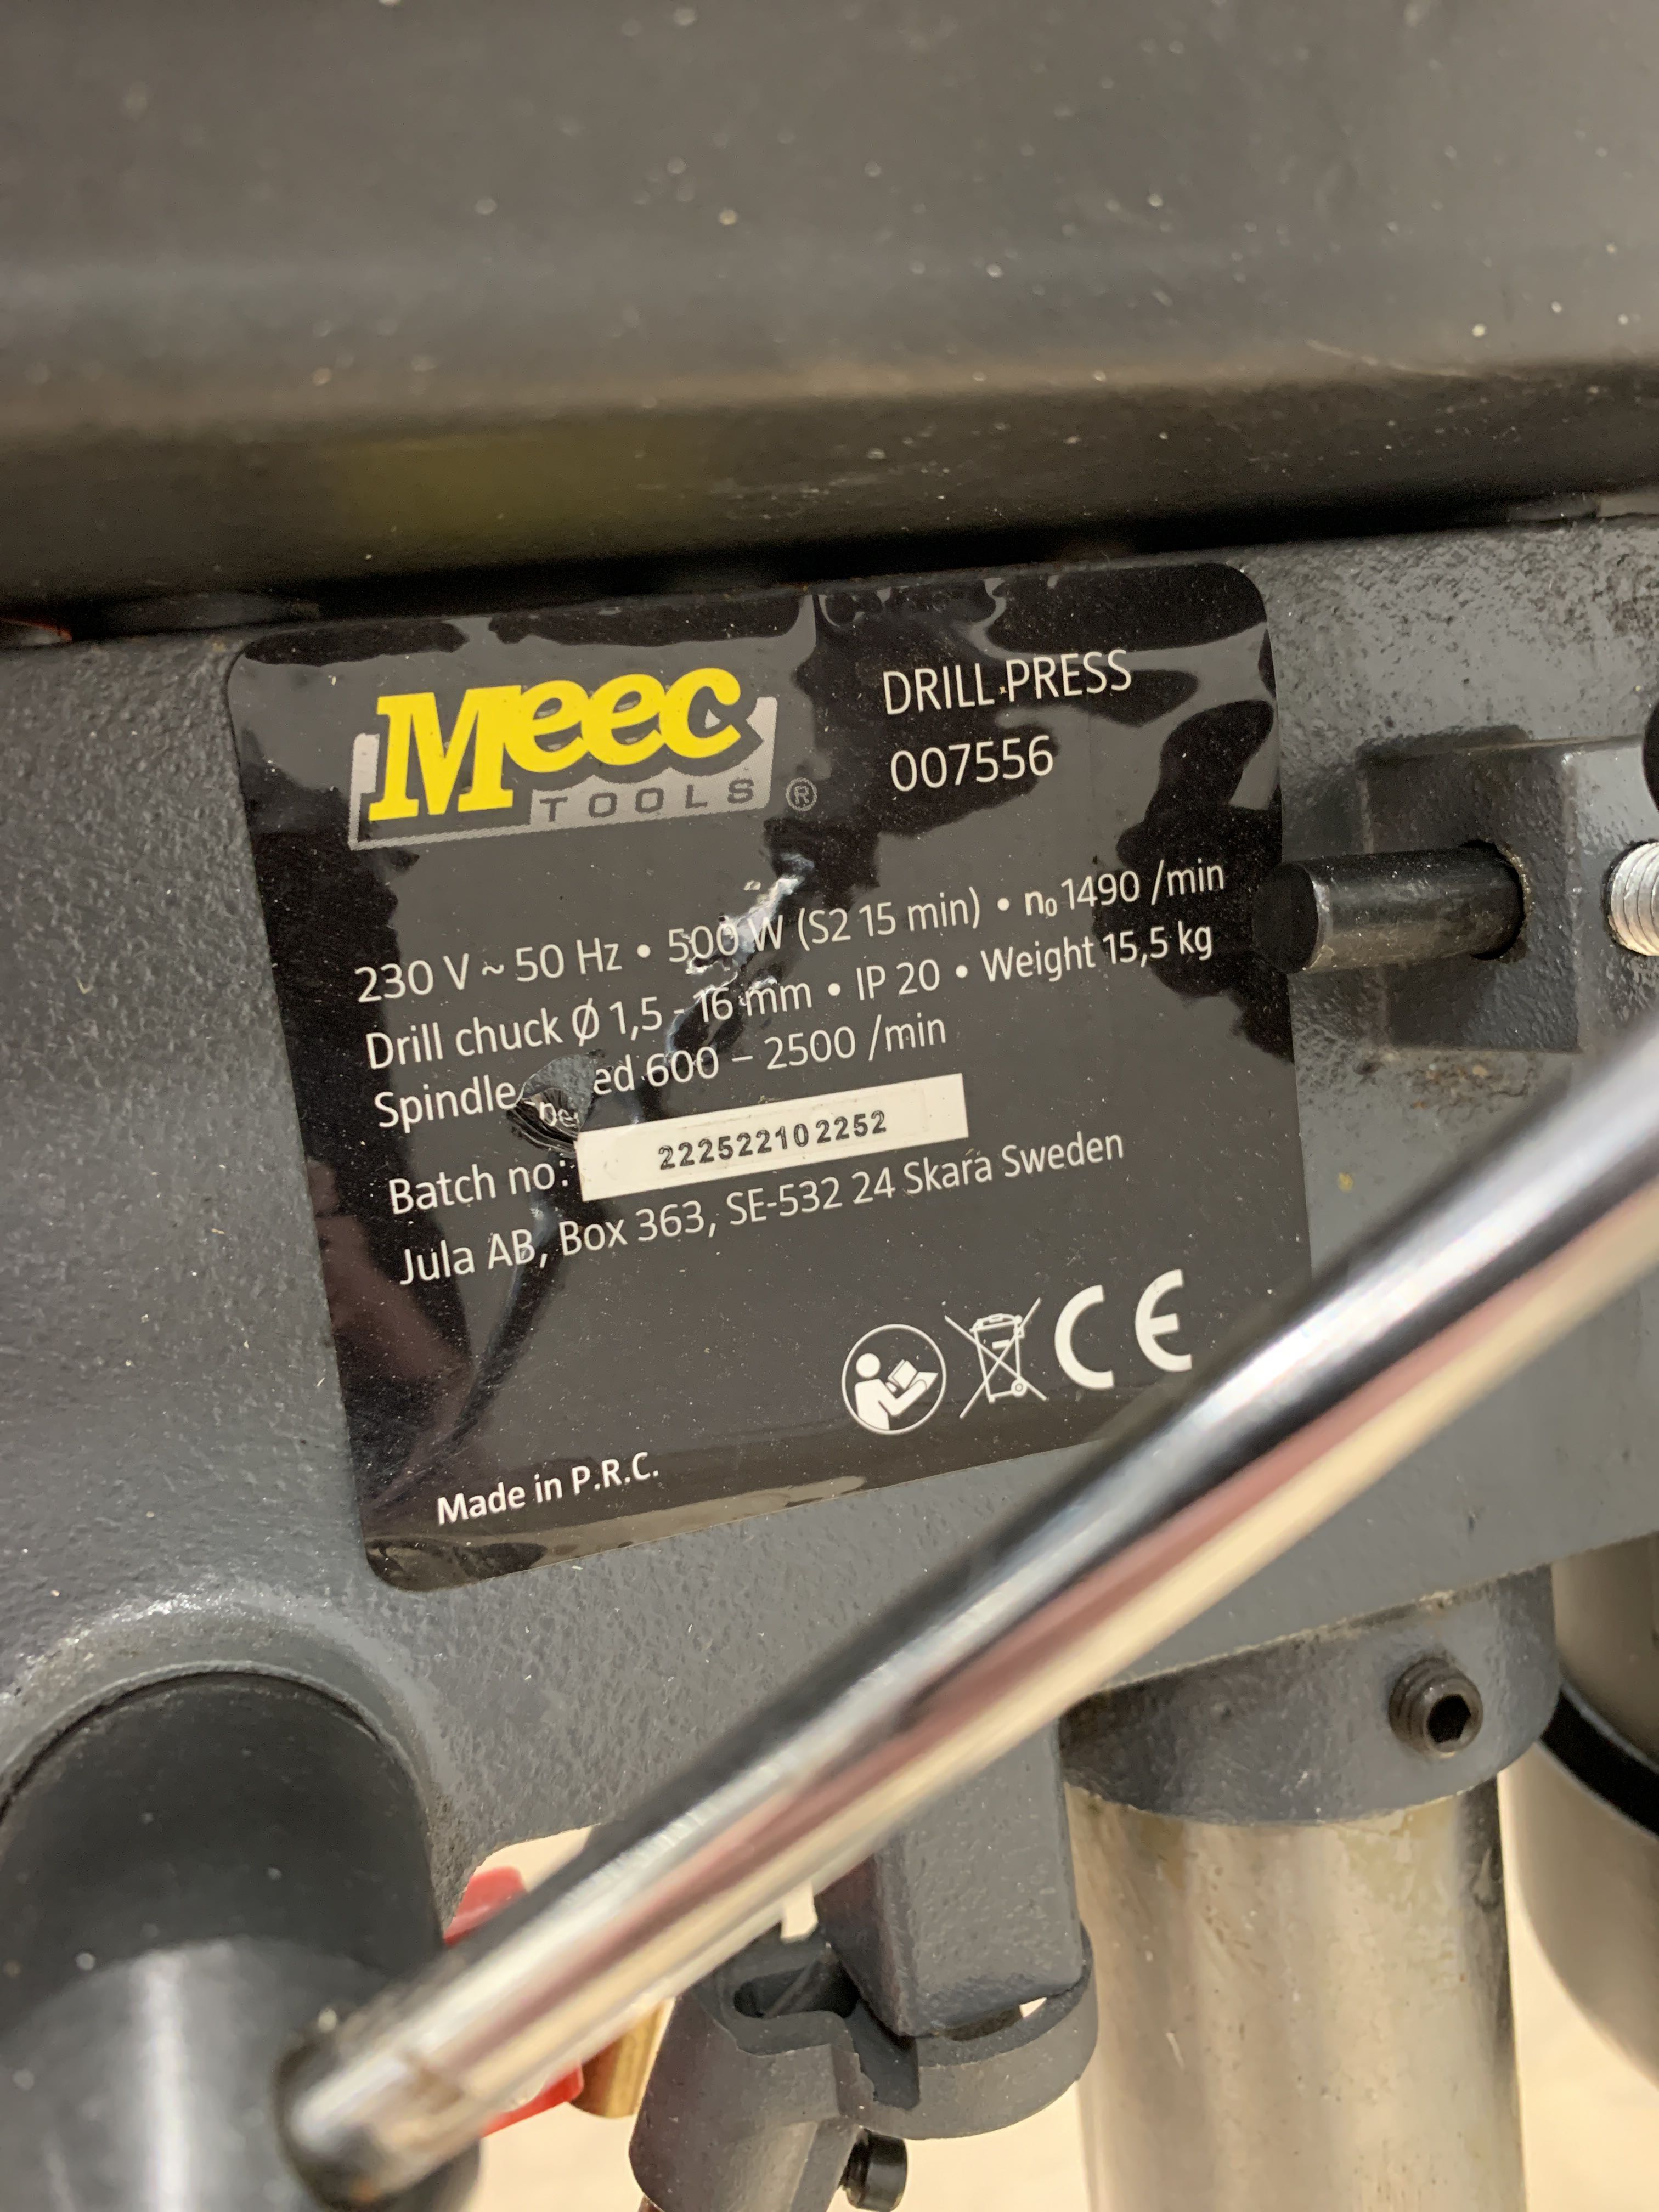 Meec
TOOLS ®
DRILL PRESS
007556
230 V ~ 50 Hz • 500 W (S2 15 min) • n₀ 1490 /min
Drill chuck Ø 1,5 - 16 mm • IP 20 • Weight 15,5 kg
Spindle speed 600 – 2500 /min
Batch no: 222522102252
Jula AB, Box 363, SE-532 24 Skara Sweden
CE
Made in P.R.C.